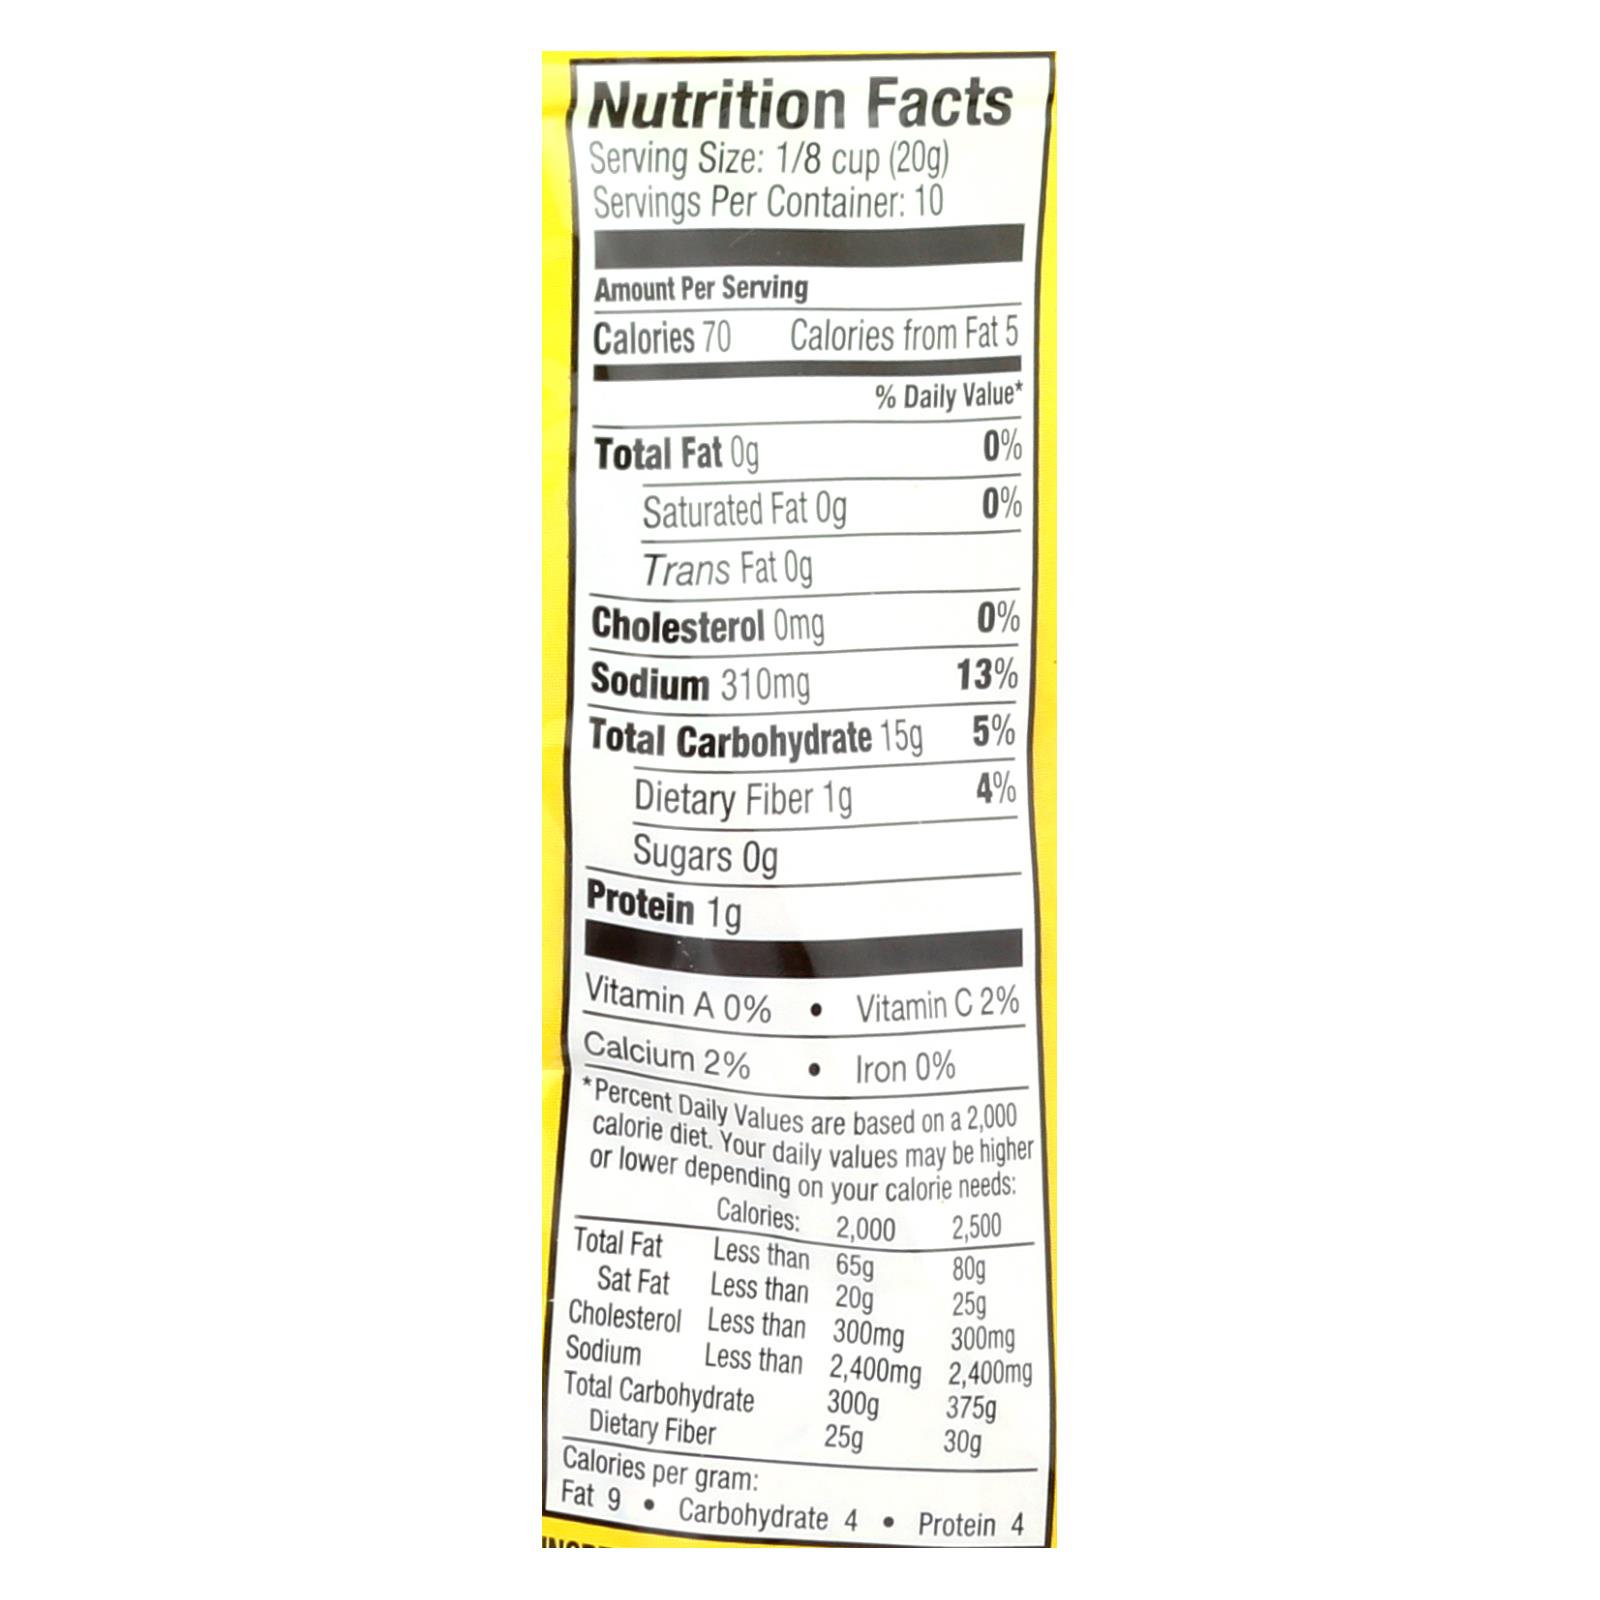 Nutrition Facts
Serving Size: 1/8 cup (20g)
Servings Per Container: 10
Amount Per Serving
Calories 70 Calories from Fat 5
% Daily Value*
Total Fat 0g 0%
Saturated Fat 0g 0%
Trans Fat 0g
Cholesterol 0mg 0%
Sodium 310mg 13%
Total Carbohydrate 15g 5%
Dietary Fiber 1g 4%
Sugars 0g
Protein 1g
Vitamin A 0% • Vitamin C 2%
Calcium 2% • Iron 0%
*Percent Daily Values are based on a 2,000
calorie diet. Your daily values may be higher
or lower depending on your calorie needs:
Calories: 2,000 2,500
Total Fat Less than 65g 80g
Sat Fat Less than 20g 25g
Cholesterol Less than 300mg 300mg
Sodium Less than 2,400mg 2,400mg
Total Carbohydrate 300g 375g
Dietary Fiber 25g 30g
Calories per gram:
Fat 9 • Carbohydrate 4 • Protein 4